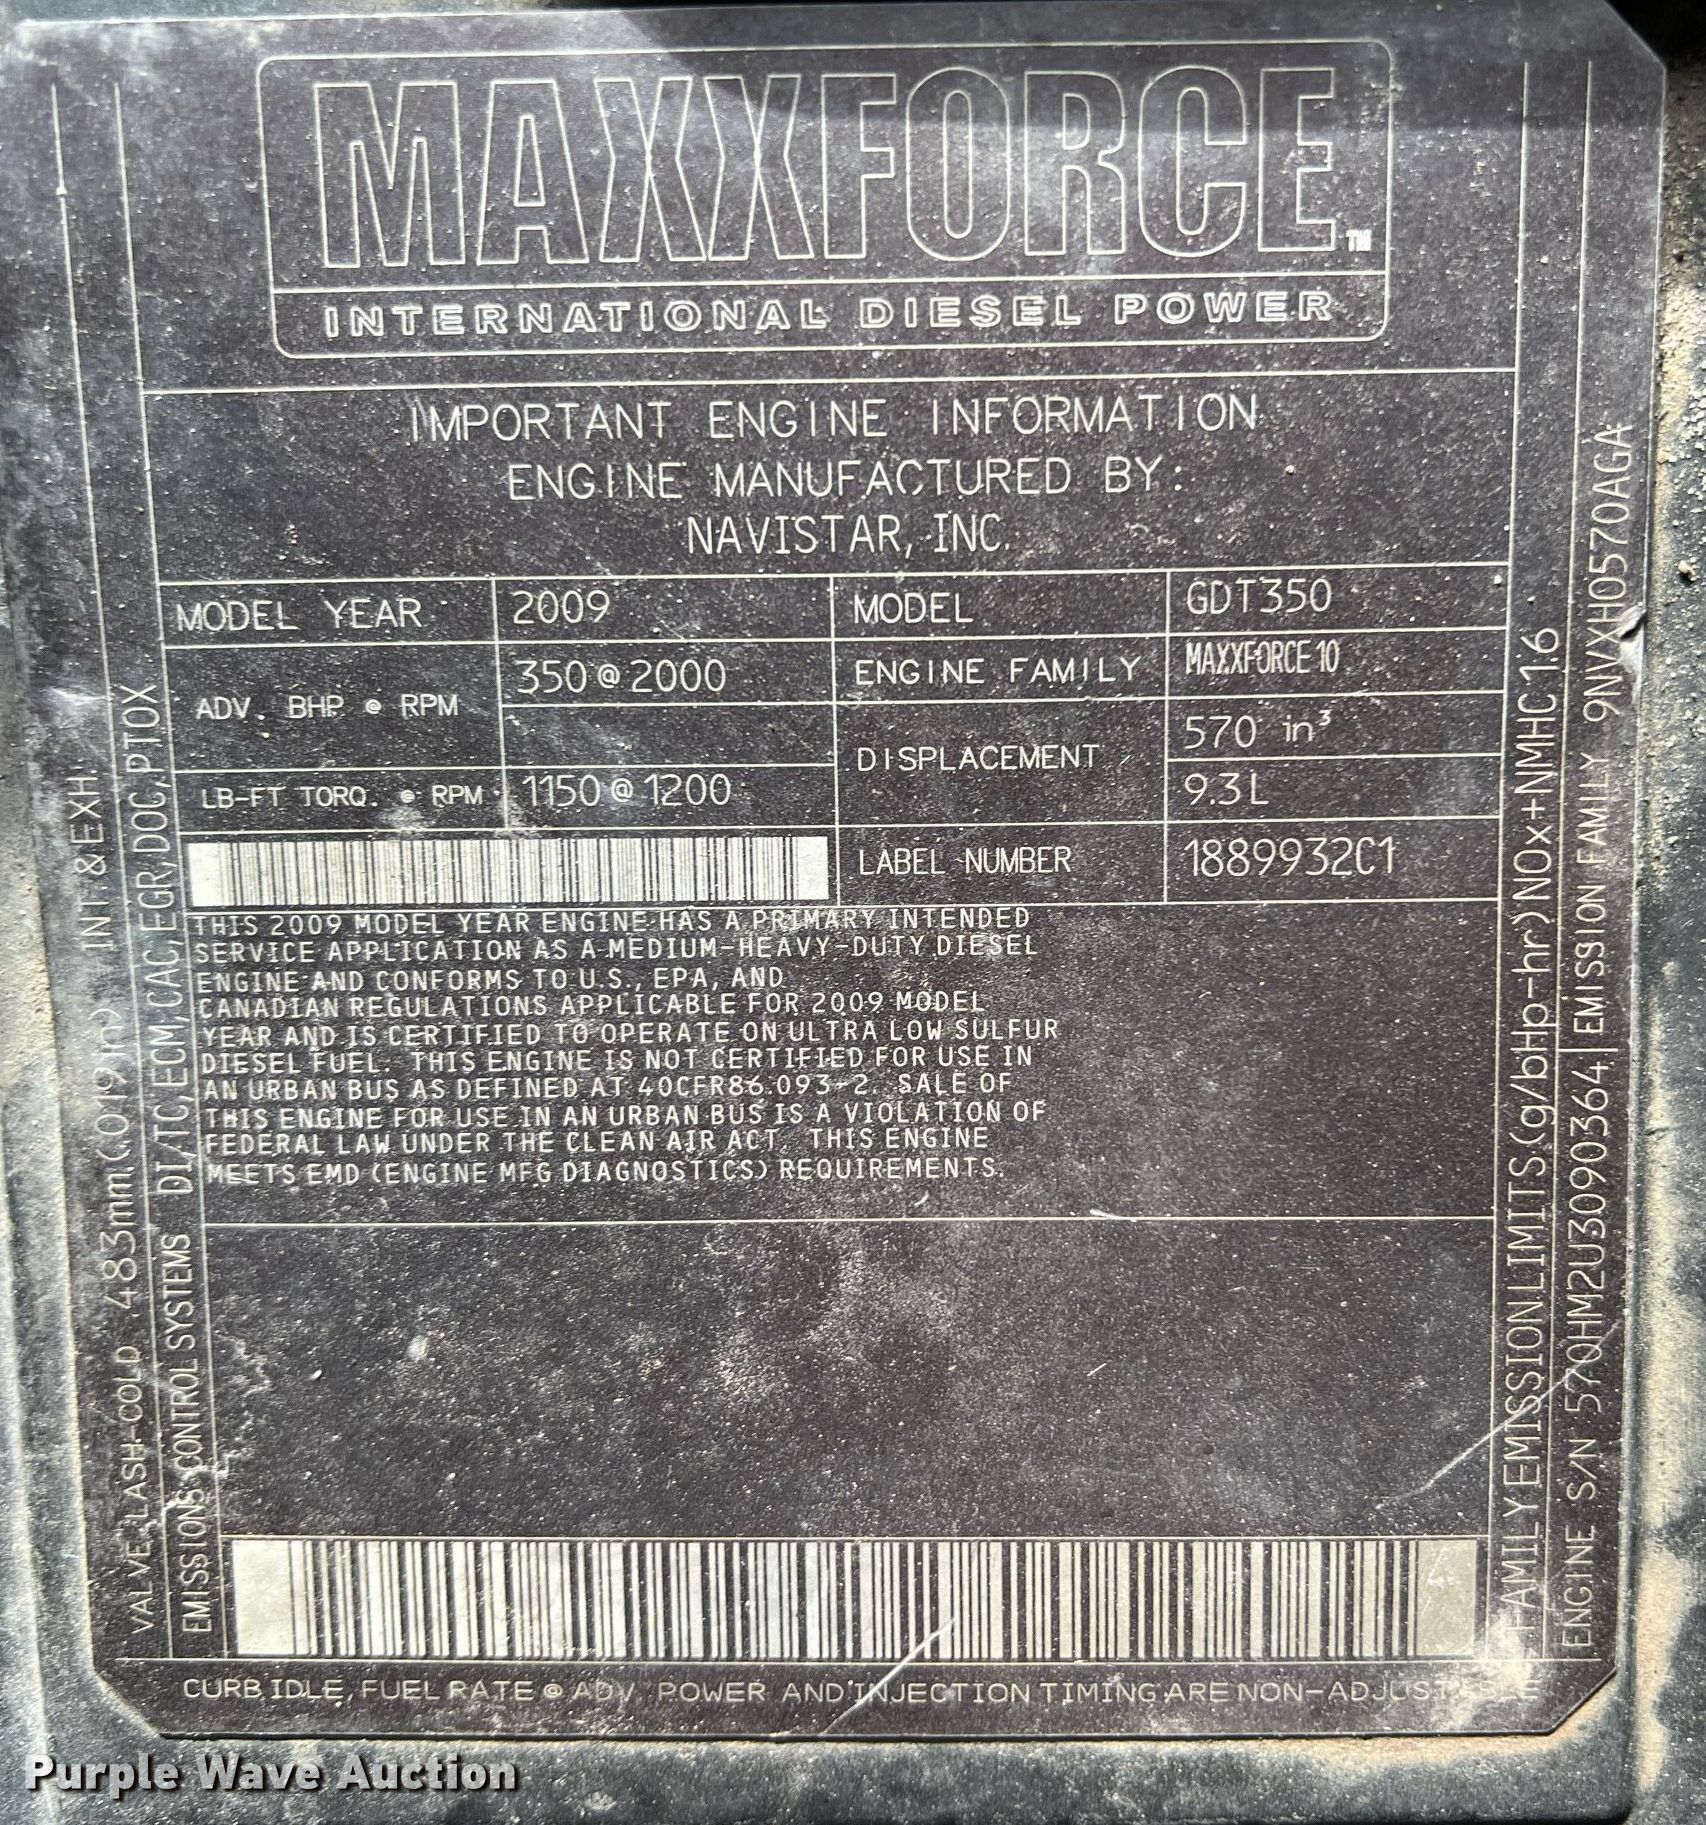 MAXXFORCE™
INTERNATIONAL DIESEL POWER
IMPORTANT ENGINE INFORMATION
ENGINE MANUFACTURED BY:
NAVISTAR, INC.
MODEL YEAR 2009 MODEL GDT350
ADV. BHP @ RPM 350@2000 ENGINE FAMILY MAXXFORCE 10
DISPLACEMENT 570 in³
LB-FT TORQ. @ RPM 1150@1200 9.3L
LABEL NUMBER 1889932C1
THIS 2009 MODEL YEAR ENGINE HAS A PRIMARY INTENDED
SERVICE APPLICATION AS A MEDIUM-HEAVY-DUTY DIESEL
ENGINE AND CONFORMS TO U.S., EPA, AND
CANADIAN REGULATIONS APPLICABLE FOR 2009 MODEL
YEAR AND IS CERTIFIED TO OPERATE ON ULTRA LOW SULFUR
DIESEL FUEL. THIS ENGINE IS NOT CERTIFIED FOR USE IN
AN URBAN BUS AS DEFINED AT 40CFR86.093-2. SALE OF
THIS ENGINE FOR USE IN AN URBAN BUS IS A VIOLATION OF
FEDERAL LAW UNDER THE CLEAN AIR ACT. THIS ENGINE
MEETS EMD (ENGINE MFG DIAGNOSTICS) REQUIREMENTS.
VALVE LASH-COLD .483mm(.019in) INT.&EXH.
EMISSIONS CONTROL SYSTEMS DI/TC, ECM, CAC, EGR, DOC, PTOX
FAMILY EMISSION LIMITS (g/bHp-hr) NOx+NMHC 1.6
ENGINE S/N 570HM2U3090364 EMISSION FAMILY 9NVXH0570AGA
CURB IDLE, FUEL RATE @ ADV. POWER AND INJECTION TIMING ARE NON-ADJUSTABLE
Purple Wave Auction